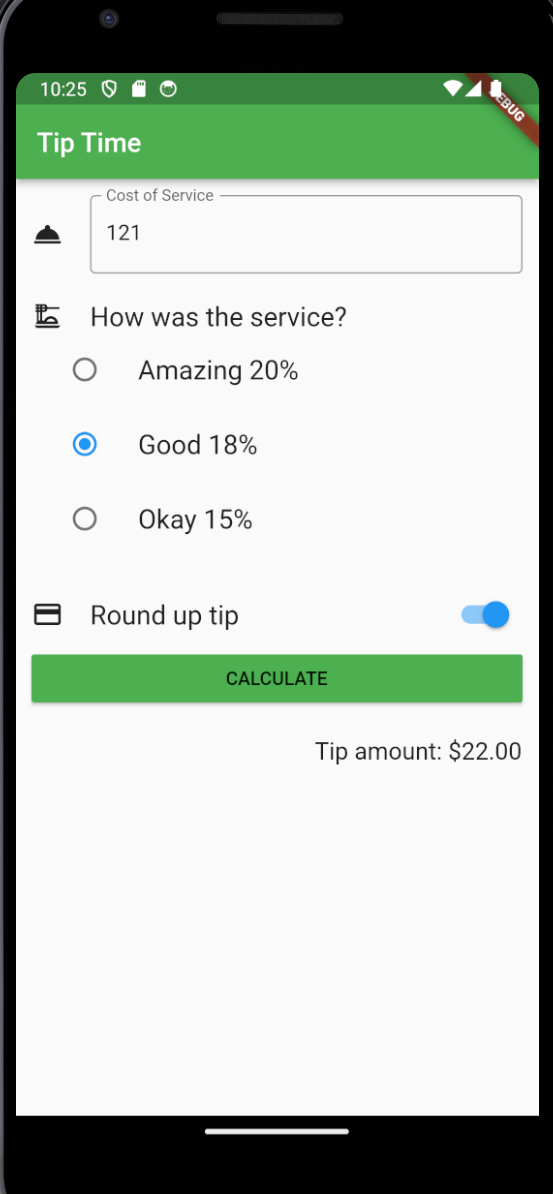 10:25
DEBUG
Tip Time
Cost of Service
121
How was the service?
Amazing 20%
Good 18%
Okay 15%
Round up tip
CALCULATE
Tip amount: $22.00